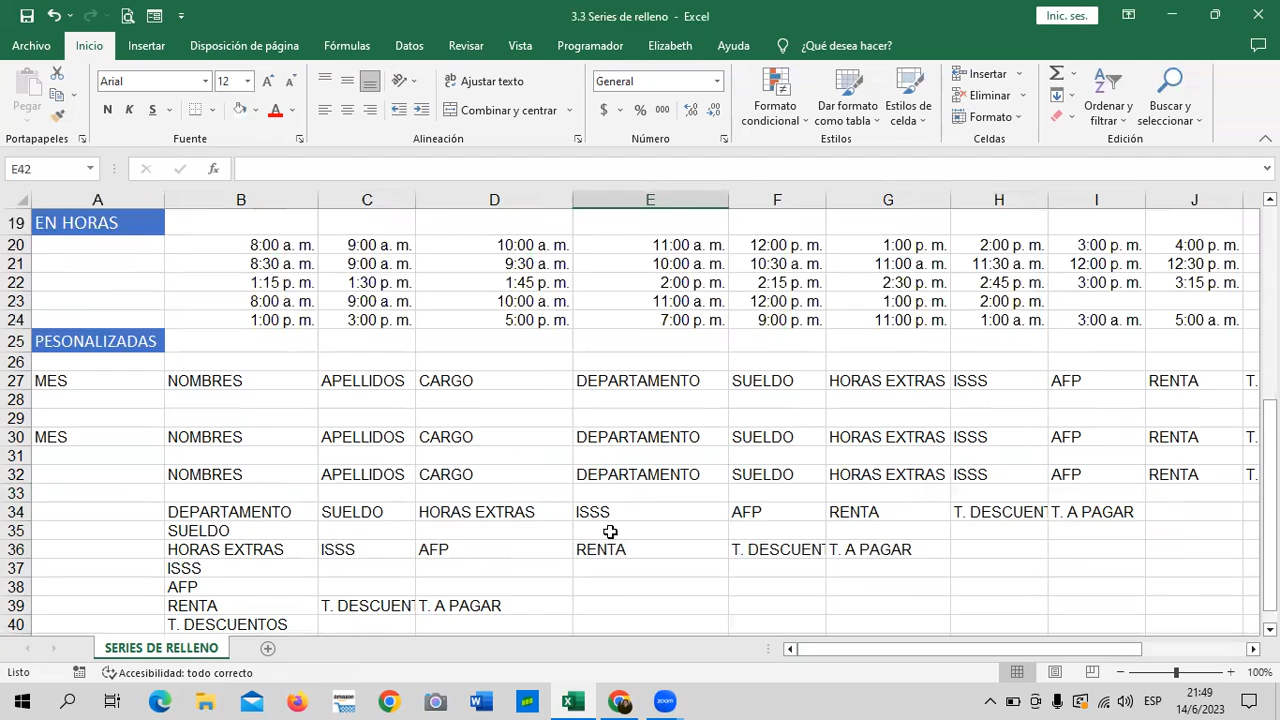 3.3 Series de relleno - Excel
Inic. ses.
Archivo Inicio Insertar Disposición de página Fórmulas Datos Revisar Vista Programador Elizabeth Ayuda ¿Qué desea hacer?
Pegar
Arial 12
N K S
Ajustar texto
Combinar y centrar
General
$ % 000
Formato condicional
Dar formato como tabla
Estilos de celda
Insertar
Eliminar
Formato
Ordenar y filtrar
Buscar y seleccionar
Portapapeles Fuente Alineación Número Estilos Celdas Edición
E42 fx
A B C D E F G H I J
19 EN HORAS
20 8:00 a. m. 9:00 a. m. 10:00 a. m. 11:00 a. m. 12:00 p. m. 1:00 p. m. 2:00 p. m. 3:00 p. m. 4:00 p. m.
21 8:30 a. m. 9:00 a. m. 9:30 a. m. 10:00 a. m. 10:30 a. m. 11:00 a. m. 11:30 a. m. 12:00 p. m. 12:30 p. m.
22 1:15 p. m. 1:30 p. m. 1:45 p. m. 2:00 p. m. 2:15 p. m. 2:30 p. m. 2:45 p. m. 3:00 p. m. 3:15 p. m.
23 8:00 a. m. 9:00 a. m. 10:00 a. m. 11:00 a. m. 12:00 p. m. 1:00 p. m. 2:00 p. m.
24 1:00 p. m. 3:00 p. m. 5:00 p. m. 7:00 p. m. 9:00 p. m. 11:00 p. m. 1:00 a. m. 3:00 a. m. 5:00 a. m.
25 PESONALIZADAS
26
27 MES NOMBRES APELLIDOS CARGO DEPARTAMENTO SUELDO HORAS EXTRAS ISSS AFP RENTA T.
28
29
30 MES NOMBRES APELLIDOS CARGO DEPARTAMENTO SUELDO HORAS EXTRAS ISSS AFP RENTA T.
31
32 NOMBRES APELLIDOS CARGO DEPARTAMENTO SUELDO HORAS EXTRAS ISSS AFP RENTA T.
33
34 DEPARTAMENTO SUELDO HORAS EXTRAS ISSS AFP RENTA T. DESCUENT T. A PAGAR
35 SUELDO
36 HORAS EXTRAS ISSS AFP RENTA T. DESCUENT T. A PAGAR
37 ISSS
38 AFP
39 RENTA T. DESCUENT T. A PAGAR
40 T. DESCUENTOS
SERIES DE RELLENO
Listo Accesibilidad: todo correcto 100%
ESP
21:49
14/6/2023
amazon
zoom